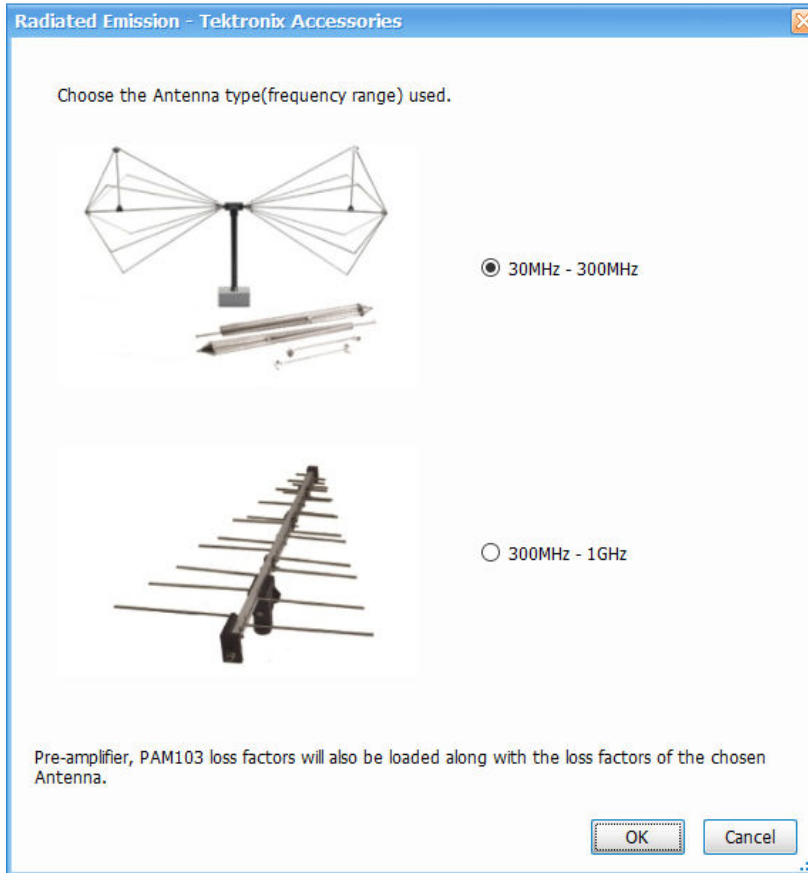 Radiated Emission - Tektronix Accessories
Choose the Antenna type(frequency range) used.
30MHz - 300MHz
300MHz - 1GHz
Pre-amplifier, PAM103 loss factors will also be loaded along with the loss factors of the chosen
Antenna.
OK
Cancel